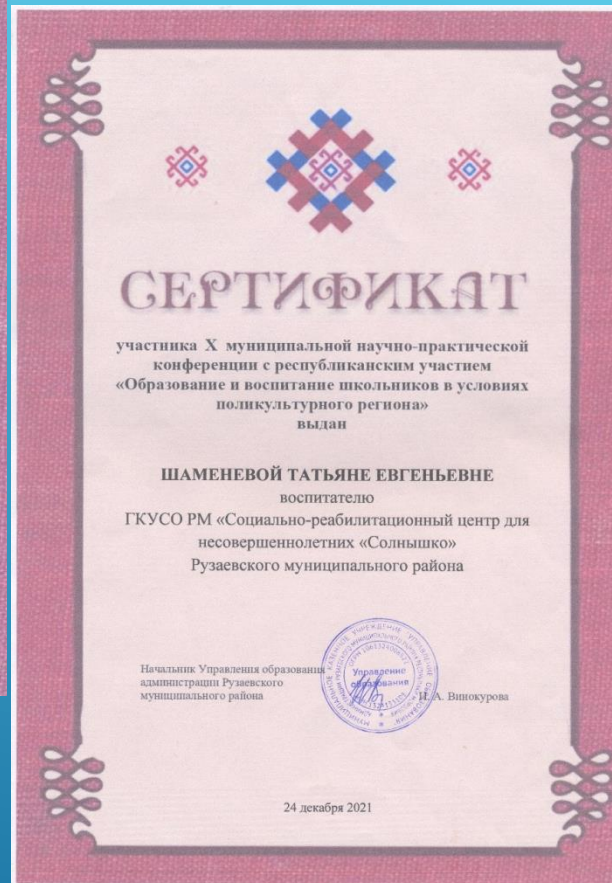 СЕРТИФИКАТ
участника X муниципальной научно-практической
конференции с республиканским участием
«Образование и воспитание школьников в условиях
поликультурного региона»
выдан
ШАМЕНЕВОЙ ТАТЬЯНЕ ЕВГЕНЬЕВНЕ
воспитателю
ГКУСО РМ «Социально-реабилитационный центр для
несовершеннолетних «Солнышко»
Рузаевского муниципального района
Начальник Управления образования
администрации Рузаевского
муниципального района
Управление
образования
А. Винокурова
24 декабря 2021